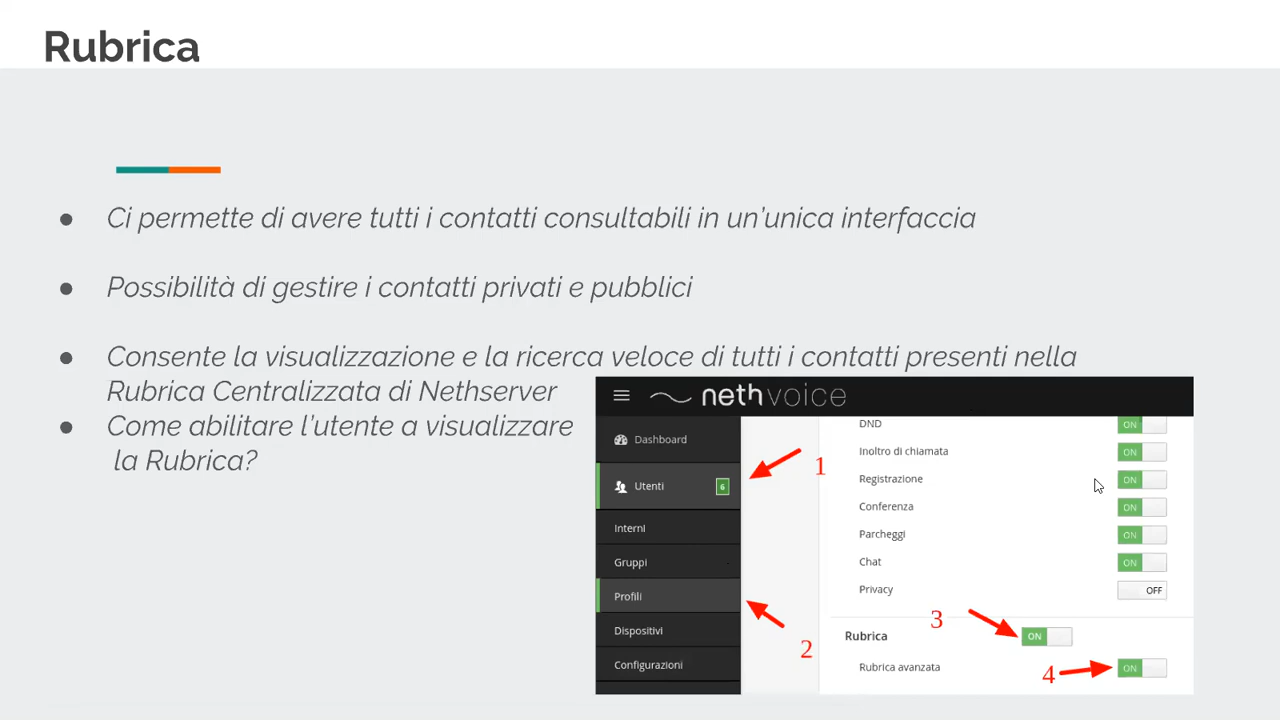 Rubrica
● Ci permette di avere tutti i contatti consultabili in un'unica interfaccia
● Possibilità di gestire i contatti privati e pubblici
● Consente la visualizzazione e la ricerca veloce di tutti i contatti presenti nella
Rubrica Centralizzata di Nethserver
● Come abilitare l'utente a visualizzare
la Rubrica?
nethvoice
Dashboard
Utenti 6
Interni
Gruppi
Profili
Dispositivi
Configurazioni
1
2
DND ON
Inoltro di chiamata ON
Registrazione ON
Conferenza ON
Parcheggi ON
Chat ON
Privacy OFF
Rubrica 3 ON
Rubrica avanzata 4 ON